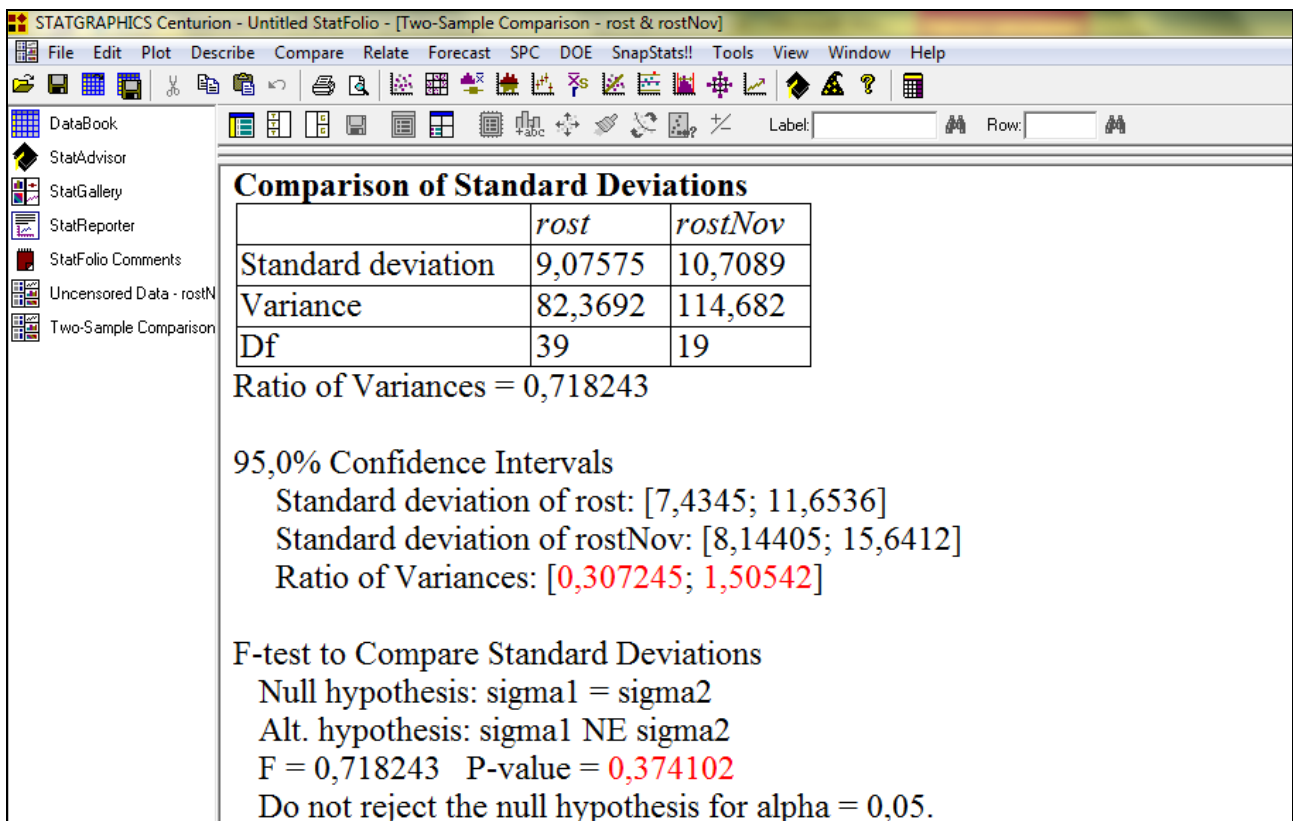 STATGRAPHICS Centurion - Untitled StatFolio - [Two-Sample Comparison - rost & rostNov]
File Edit Plot Describe Compare Relate Forecast SPC DOE SnapStats!! Tools View Window Help
Label: Row:
DataBook
StatAdvisor
StatGallery
StatReporter
StatFolio Comments
Uncensored Data - rostN
Two-Sample Comparison
Comparison of Standard Deviations
rost rostNov
Standard deviation 9,07575 10,7089
Variance 82,3692 114,682
Df 39 19
Ratio of Variances = 0,718243
95,0% Confidence Intervals
Standard deviation of rost: [7,4345; 11,6536]
Standard deviation of rostNov: [8,14405; 15,6412]
Ratio of Variances: [0,307245; 1,50542]
F-test to Compare Standard Deviations
Null hypothesis: sigma1 = sigma2
Alt. hypothesis: sigma1 NE sigma2
F = 0,718243 P-value = 0,374102
Do not reject the null hypothesis for alpha = 0,05.